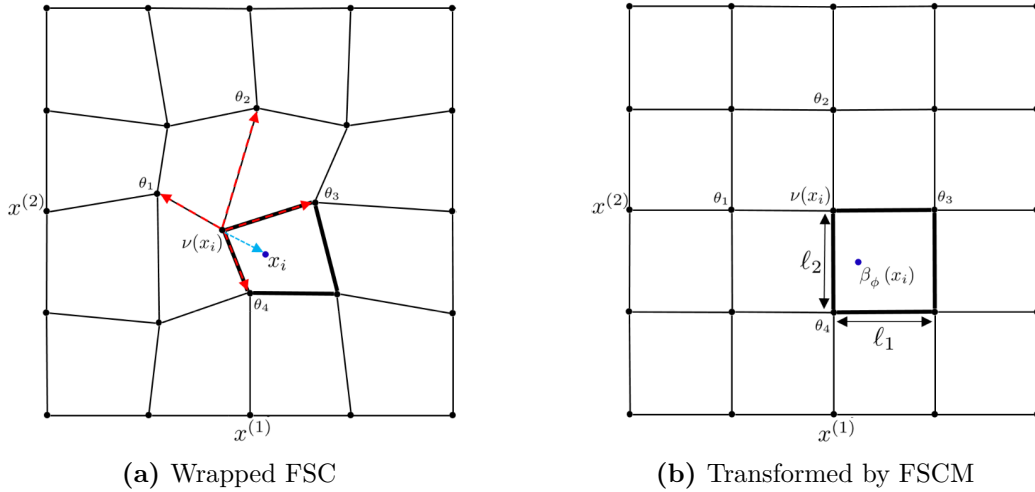 θ₂
θ₂
θ₁
θ₃
x⁽²⁾
ν(xᵢ)
xᵢ
θ₄
x⁽¹⁾
x⁽²⁾
θ₁
ν(xᵢ)
θ₃
ℓ₂
β_ϕ(xᵢ)
θ₄
ℓ₁
x⁽¹⁾
(a) Wrapped FSC
(b) Transformed by FSCM